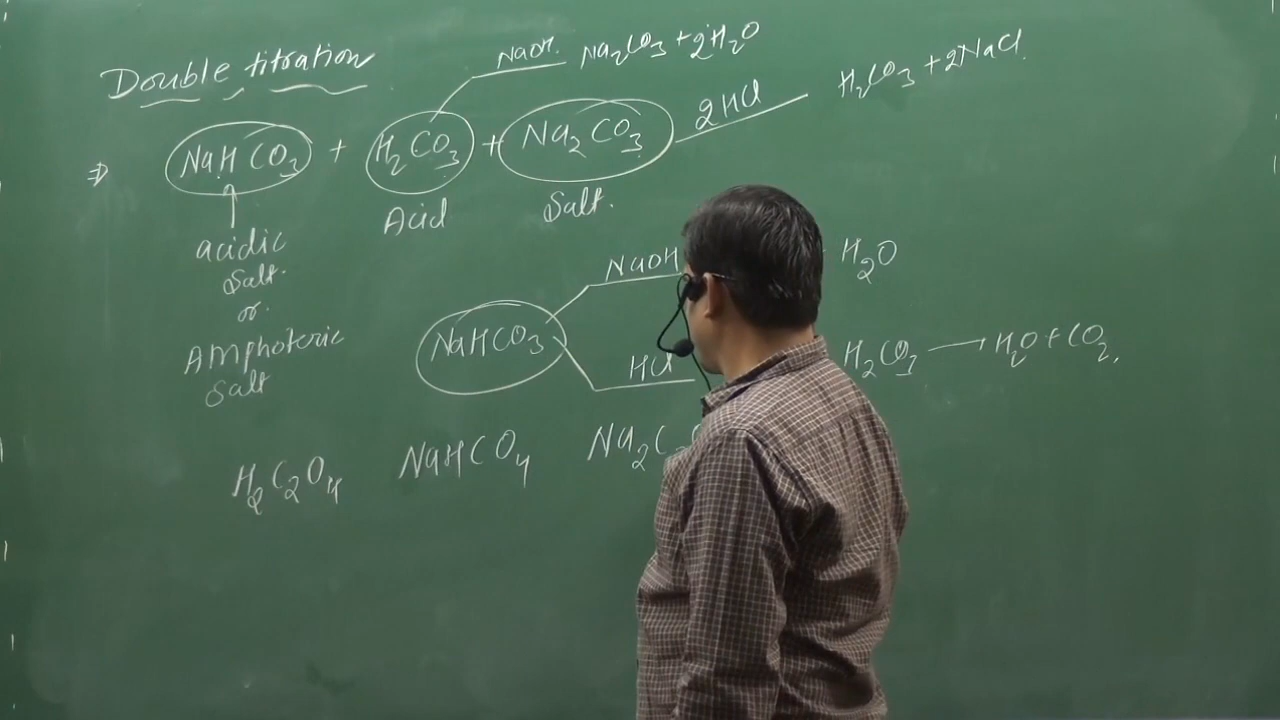 Double titration
NaOH. Na2CO3 + 2H2O
⇒ NaHCO3 + H2CO3 + Na2CO3 2HCl H2CO3 + 2NaCl.
acidic
Salt.
or.
Amphoteric
Salt
Acid
Salt.
NaHCO3
NaOH H2O
HCl H2CO3 → H2O + CO2,
H2C2O4 NaHCO4